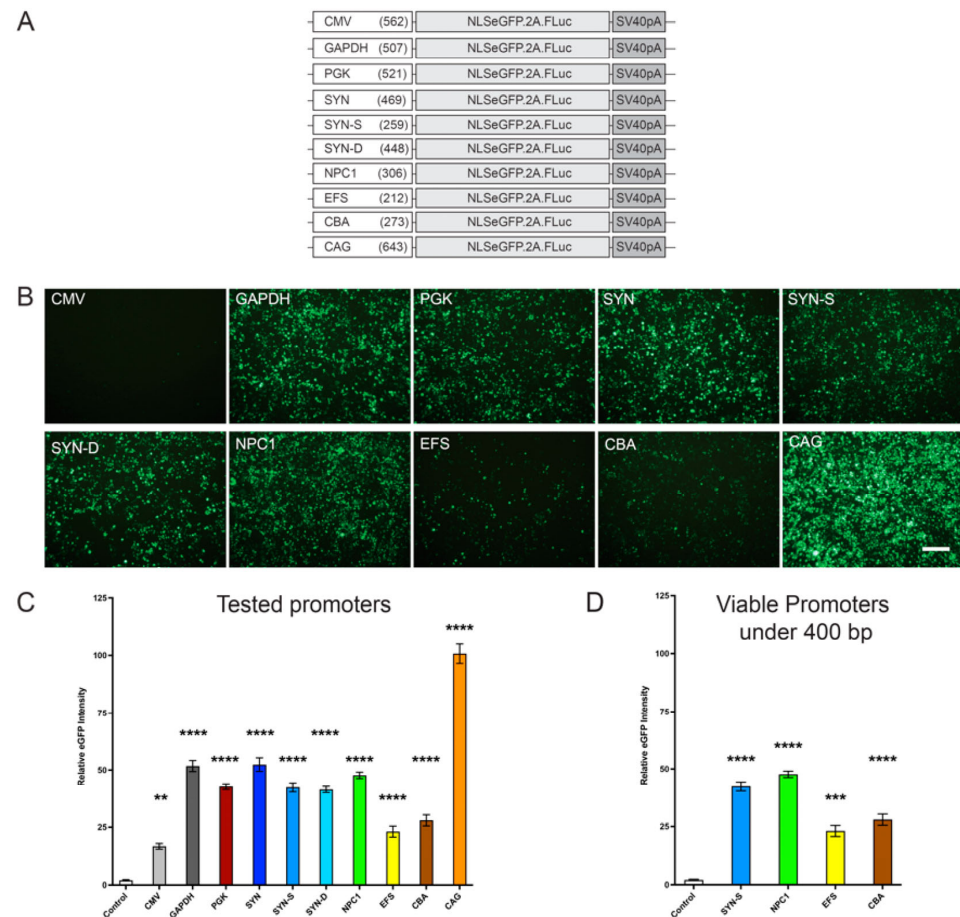 A
CMV (562) NLSeGFP.2A.FLuc SV40pA
GAPDH (507) NLSeGFP.2A.FLuc SV40pA
PGK (521) NLSeGFP.2A.FLuc SV40pA
SYN (469) NLSeGFP.2A.FLuc SV40pA
SYN-S (259) NLSeGFP.2A.FLuc SV40pA
SYN-D (448) NLSeGFP.2A.FLuc SV40pA
NPC1 (306) NLSeGFP.2A.FLuc SV40pA
EFS (212) NLSeGFP.2A.FLuc SV40pA
CBA (273) NLSeGFP.2A.FLuc SV40pA
CAG (643) NLSeGFP.2A.FLuc SV40pA
B
CMV GAPDH PGK SYN SYN-S
SYN-D NPC1 EFS CBA CAG
C
Tested promoters
Relative eGFP Intensity
125
100
75
50
25
0
** **** **** **** **** **** **** **** **** ****
Control CMV GAPDH PGK SYN SYN-S SYN-D NPC1 EFS CBA CAG
D
Viable Promoters
under 400 bp
Relative eGFP Intensity
125
100
75
50
25
0
**** **** *** ****
Control SYN-S NPC1 EFS CBA